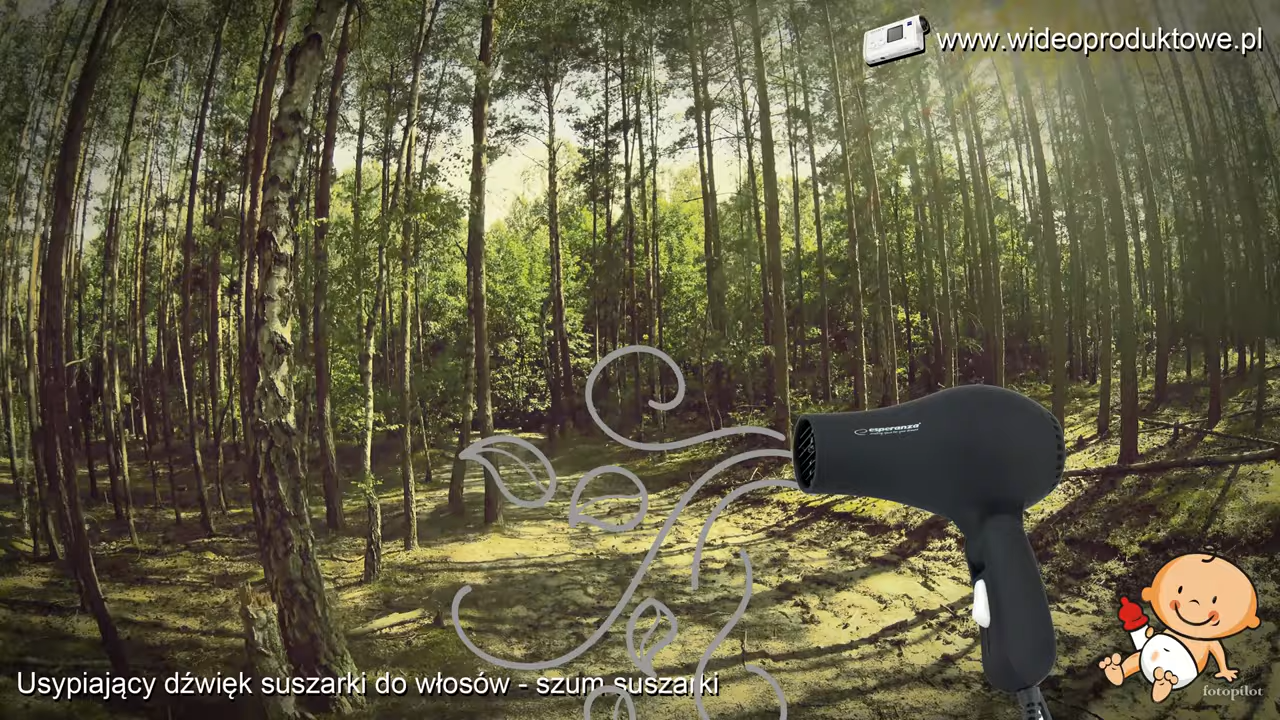 www.wideoproduktowe.pl
esperanza
Usypiający dźwięk suszarki do włosów - szum suszarki
fotopilot